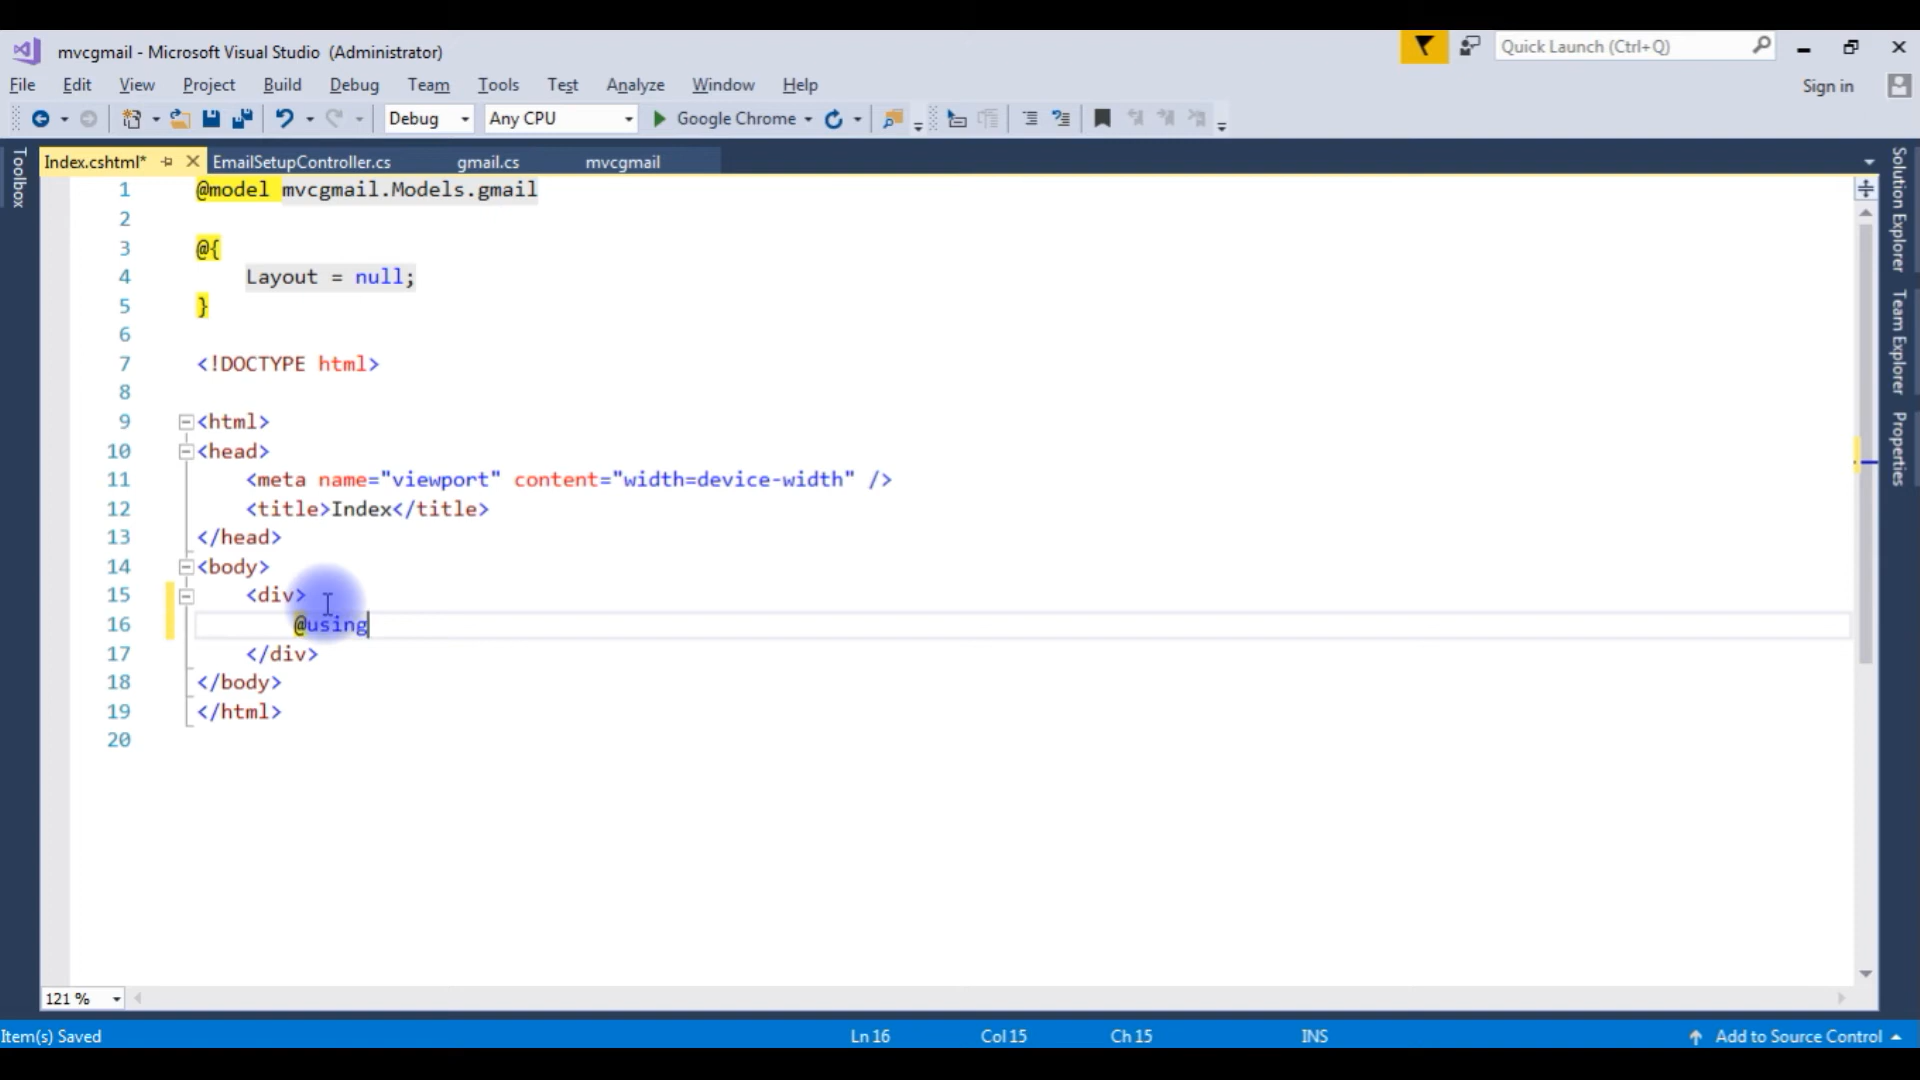 mvcgmail - Microsoft Visual Studio (Administrator)
Quick Launch (Ctrl+Q)
File Edit View Project Build Debug Team Tools Test Analyze Window Help
Sign in
Debug Any CPU Google Chrome
Toolbox
Index.cshtml* EmailSetupController.cs gmail.cs mvcgmail
1 @model mvcgmail.Models.gmail
2
3 @{
4 Layout = null;
5 }
6
7 <!DOCTYPE html>
8
9 <html>
10 <head>
11 <meta name="viewport" content="width=device-width" />
12 <title>Index</title>
13 </head>
14 <body>
15 <div>
16 @using
17 </div>
18 </body>
19 </html>
20
Solution Explorer
Team Explorer
Properties
121 %
Item(s) Saved Ln 16 Col 15 Ch 15 INS Add to Source Control